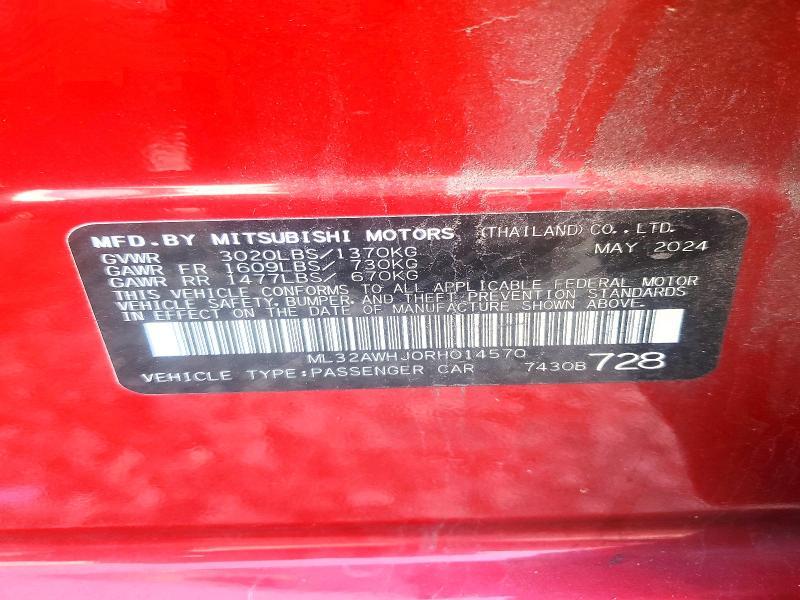 MFD.BY MITSUBISHI MOTORS (THAILAND)CO.,LTD.
GVWR 3020LBS/1370KG MAY 2024
GAWR FR 1609LBS/ 730KG
GAWR RR 1477LBS/ 670KG
THIS VEHICLE CONFORMS TO ALL APPLICABLE FEDERAL MOTOR
VEHICLE SAFETY, BUMPER, AND THEFT PREVENTION STANDARDS
IN EFFECT ON THE DATE OF MANUFACTURE SHOWN ABOVE.
ML32AWHJ0RH014570
VEHICLE TYPE:PASSENGER CAR 7430B 728